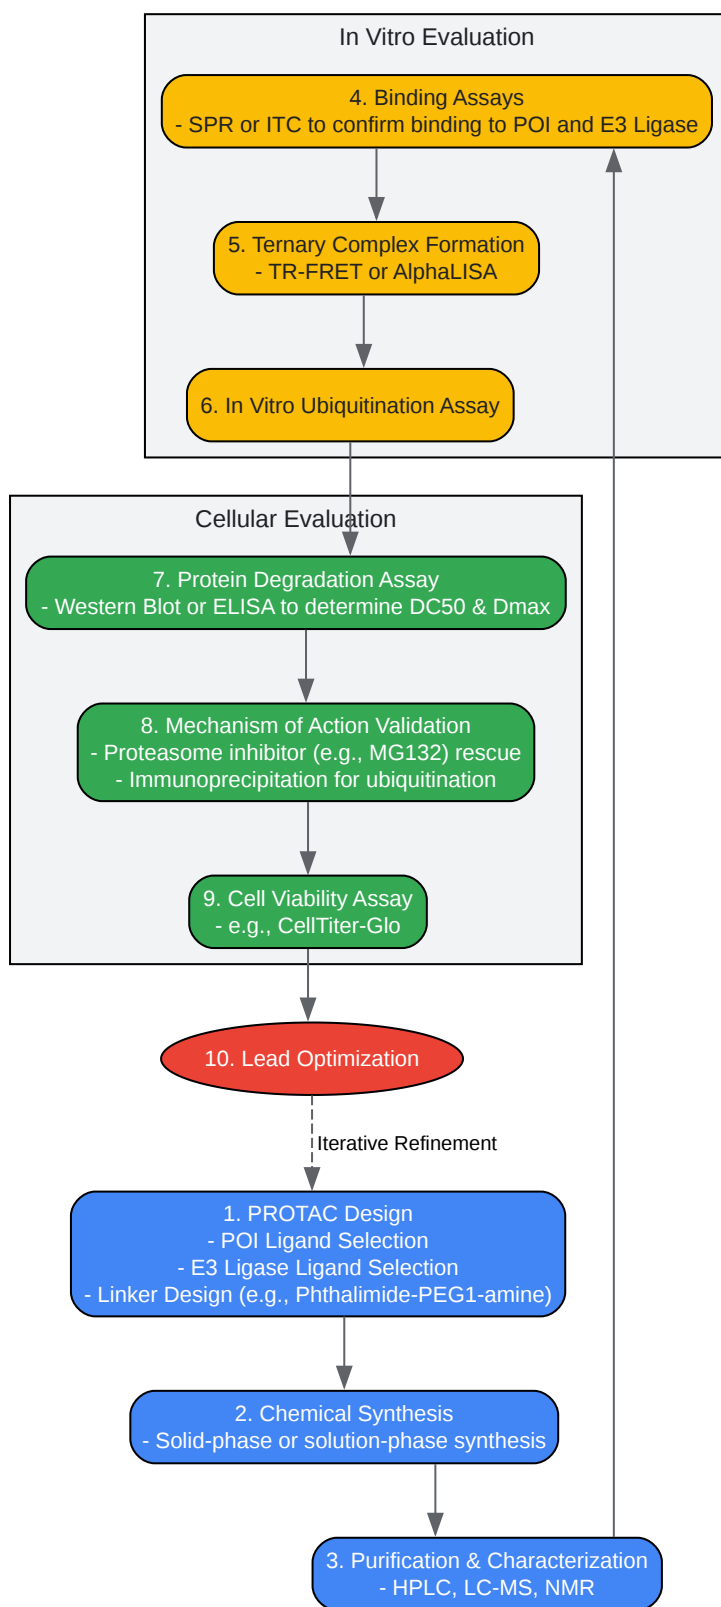 In Vitro Evaluation
4. Binding Assays
- SPR or ITC to confirm binding to POI and E3 Ligase
5. Ternary Complex Formation
- TR-FRET or AlphaLISA
6. In Vitro Ubiquitination Assay
Cellular Evaluation
7. Protein Degradation Assay
- Western Blot or ELISA to determine DC50 & Dmax
8. Mechanism of Action Validation
- Proteasome inhibitor (e.g., MG132) rescue
- Immunoprecipitation for ubiquitination
9. Cell Viability Assay
- e.g., CellTiter-Glo
10. Lead Optimization
Iterative Refinement
1. PROTAC Design
- POI Ligand Selection
- E3 Ligase Ligand Selection
- Linker Design (e.g., Phthalimide-PEG1-amine)
2. Chemical Synthesis
- Solid-phase or solution-phase synthesis
3. Purification & Characterization
- HPLC, LC-MS, NMR